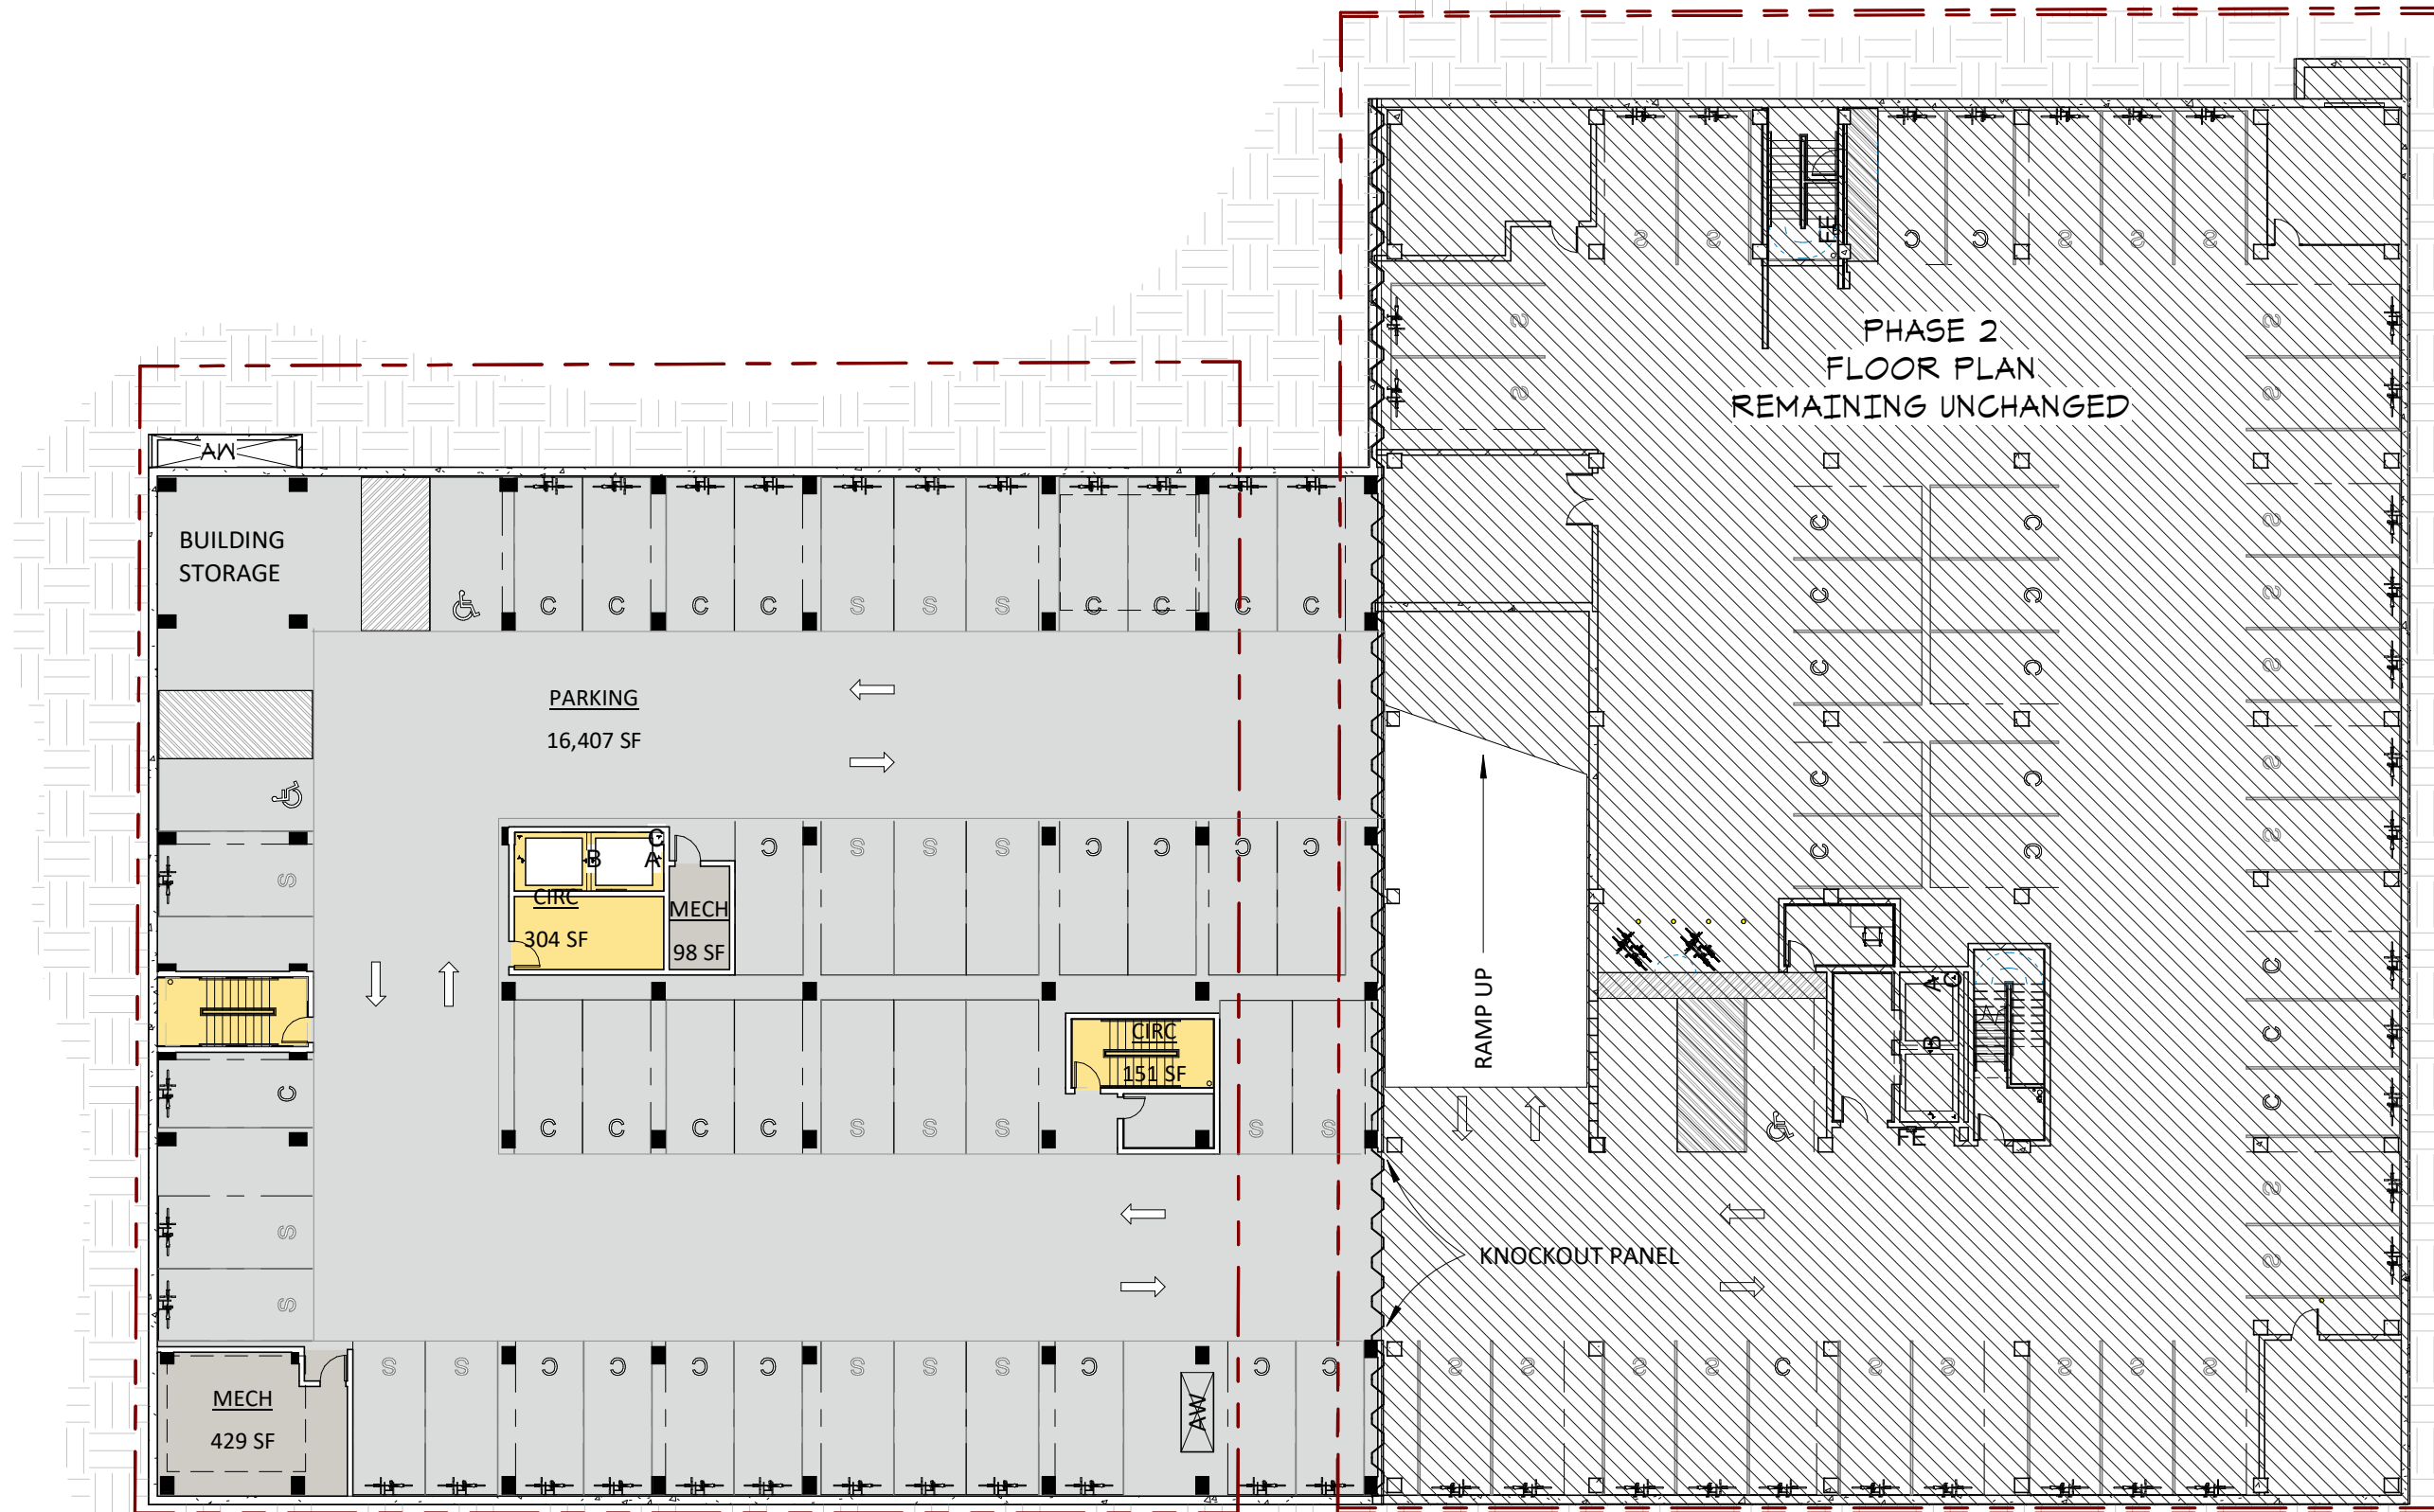 PHASE 2
FLOOR PLAN
REMAINING UNCHANGED
FE
S S C C S S S
S
S
S
S
AW
BUILDING
STORAGE
C C C C S S S C C C C
C C
C C
C C
C C
C C
S
S
S
S
S
PARKING
16,407 SF
B
C
A
CIRC
304 SF
MECH
98 SF
C S S S C C C C
S
C
RAMP UP
A
C
B
FE
C
C
C
S
S
CIRC
151 SF
C C C C S S S S S
S
S
KNOCKOUT PANEL
MECH
429 SF
S S C C C C S S S C C C
AW
S S S S C S S S S S